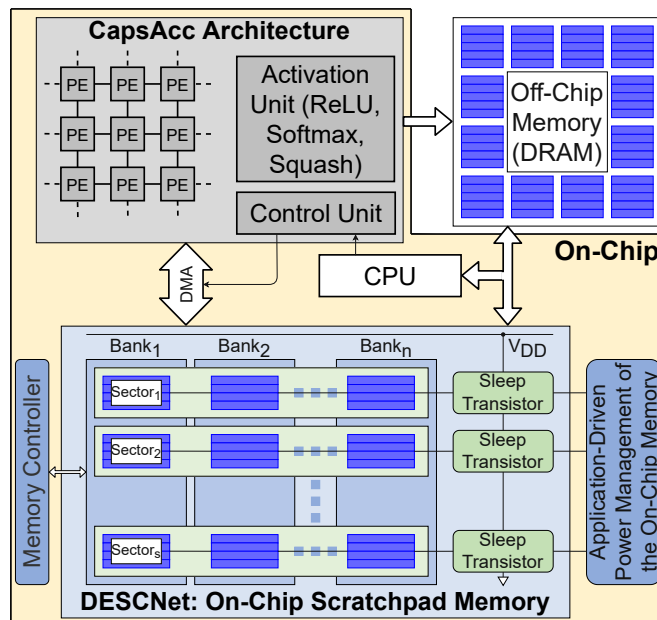 CapsAcc Architecture
PE PE PE
PE PE PE
PE PE PE
Activation
Unit (ReLU,
Softmax,
Squash)
Control Unit
Off-Chip
Memory
(DRAM)
On-Chip
DMA
CPU
Bank1
Bank2
Bankn
VDD
Memory Controller
Sector1
Sector2
Sectors
Sleep
Transistor
Sleep
Transistor
Sleep
Transistor
Application-Driven
Power Management of
the On-Chip Memory
DESCNet: On-Chip Scratchpad Memory